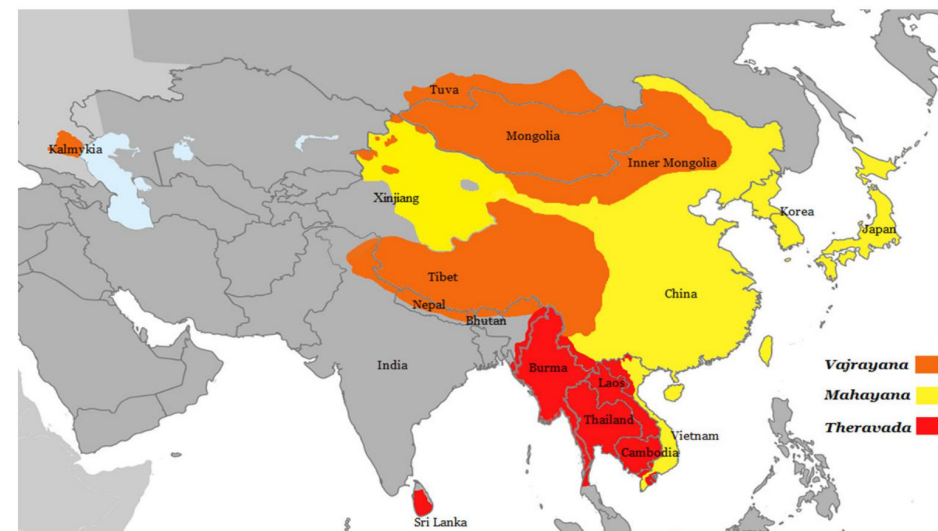 Tuva
Kalmykia
Mongolia
Inner Mongolia
Xinjiang
Korea
Japan
Tibet
China
Nepal
Bhutan
India
Burma
Laos
Thailand
Vietnam
Cambodia
Sri Lanka
Vajrayana
Mahayana
Theravada